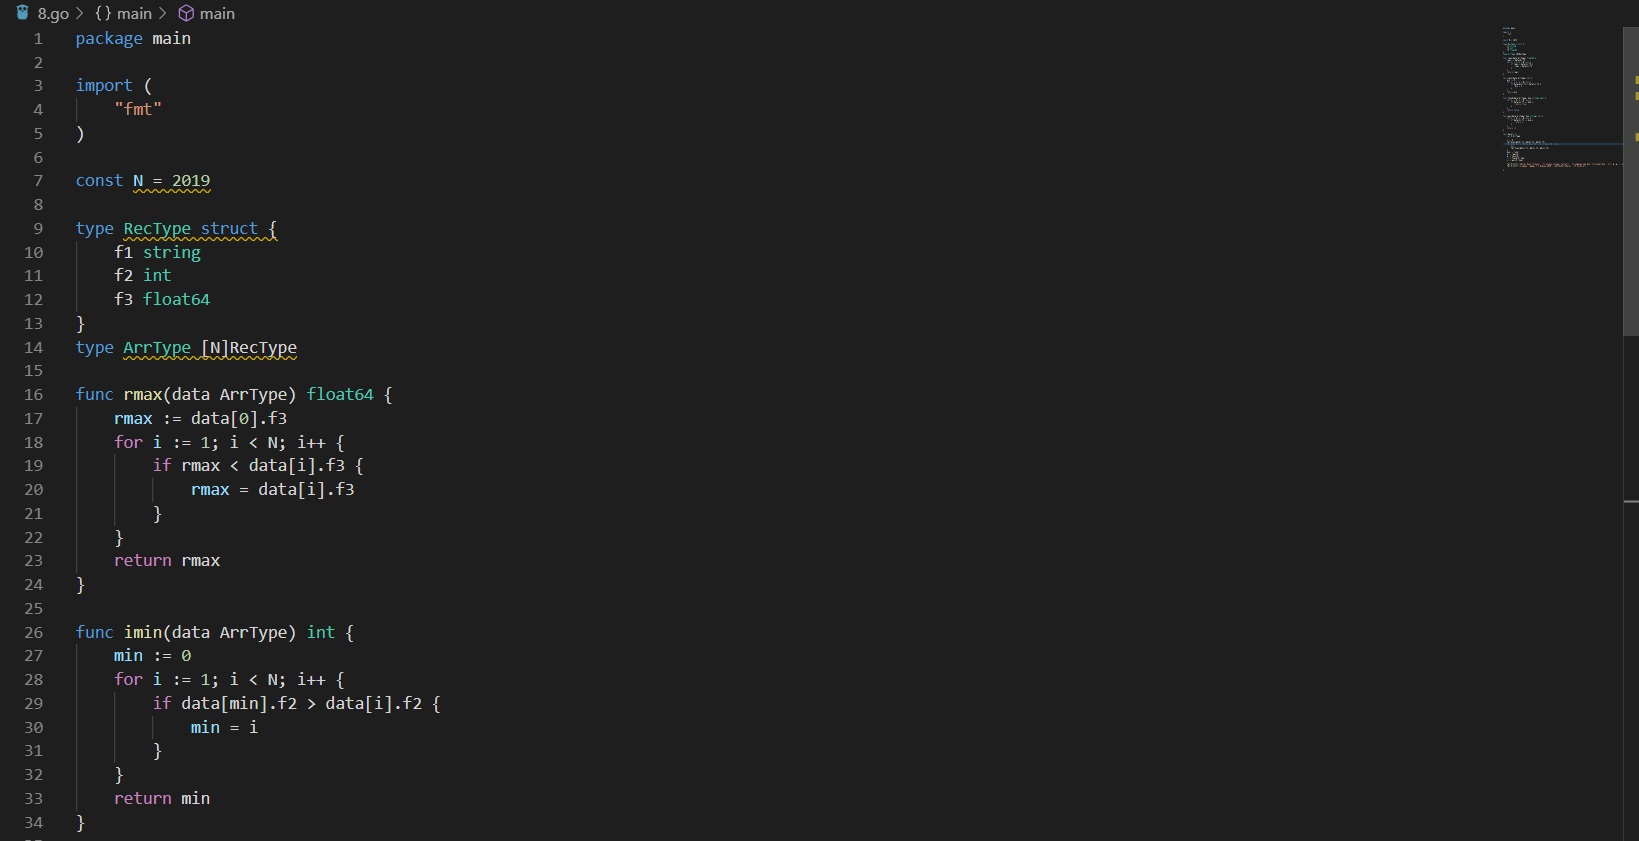 8.go > {} main > main
1 package main
2
3 import (
4     "fmt"
5 )
6
7 const N = 2019
8
9 type RecType struct {
10     f1 string
11     f2 int
12     f3 float64
13 }
14 type ArrType [N]RecType
15
16 func rmax(data ArrType) float64 {
17     rmax := data[0].f3
18     for i := 1; i < N; i++ {
19         if rmax < data[i].f3 {
20             rmax = data[i].f3
21         }
22     }
23     return rmax
24 }
25
26 func imin(data ArrType) int {
27     min := 0
28     for i := 1; i < N; i++ {
29         if data[min].f2 > data[i].f2 {
30             min = i
31         }
32     }
33     return min
34 }